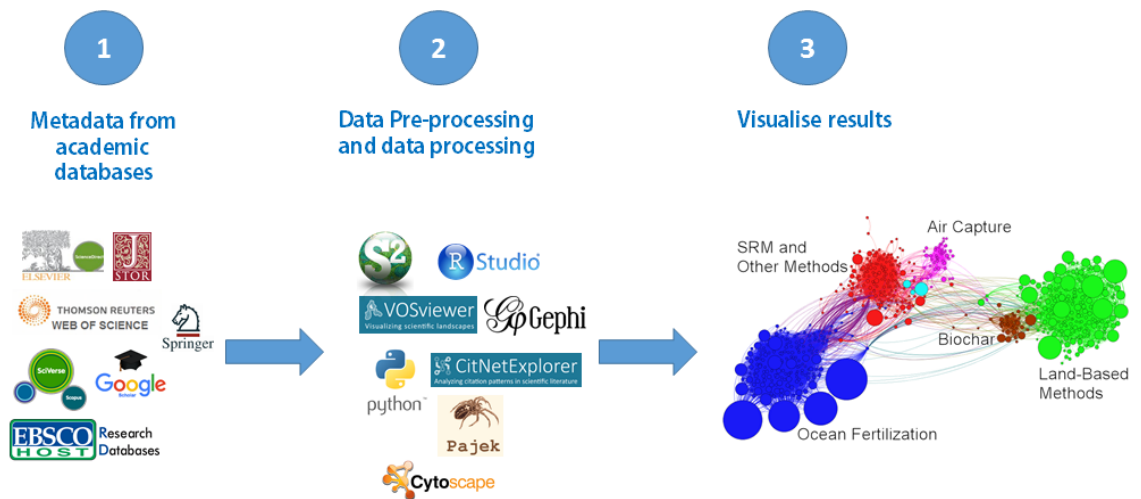 1
2
3
Metadata from
academic
databases
Data Pre-processing
and data processing
Visualise results
ScienceDirect
ELSEVIER
J
STOR
THOMSON REUTERS
WEB OF SCIENCE
Springer
SciVerse
Scopus
Google
Scholar
EBSCO
HOST
Research
Databases
S2
R Studio
VOSviewer
Visualizing scientific landscapes
Gephi
python™
CitNetExplorer
Analyzing citation patterns in scientific literature
Pajek
Cytoscape
Air Capture
SRM and
Other Methods
Biochar
Land-Based
Methods
Ocean Fertilization